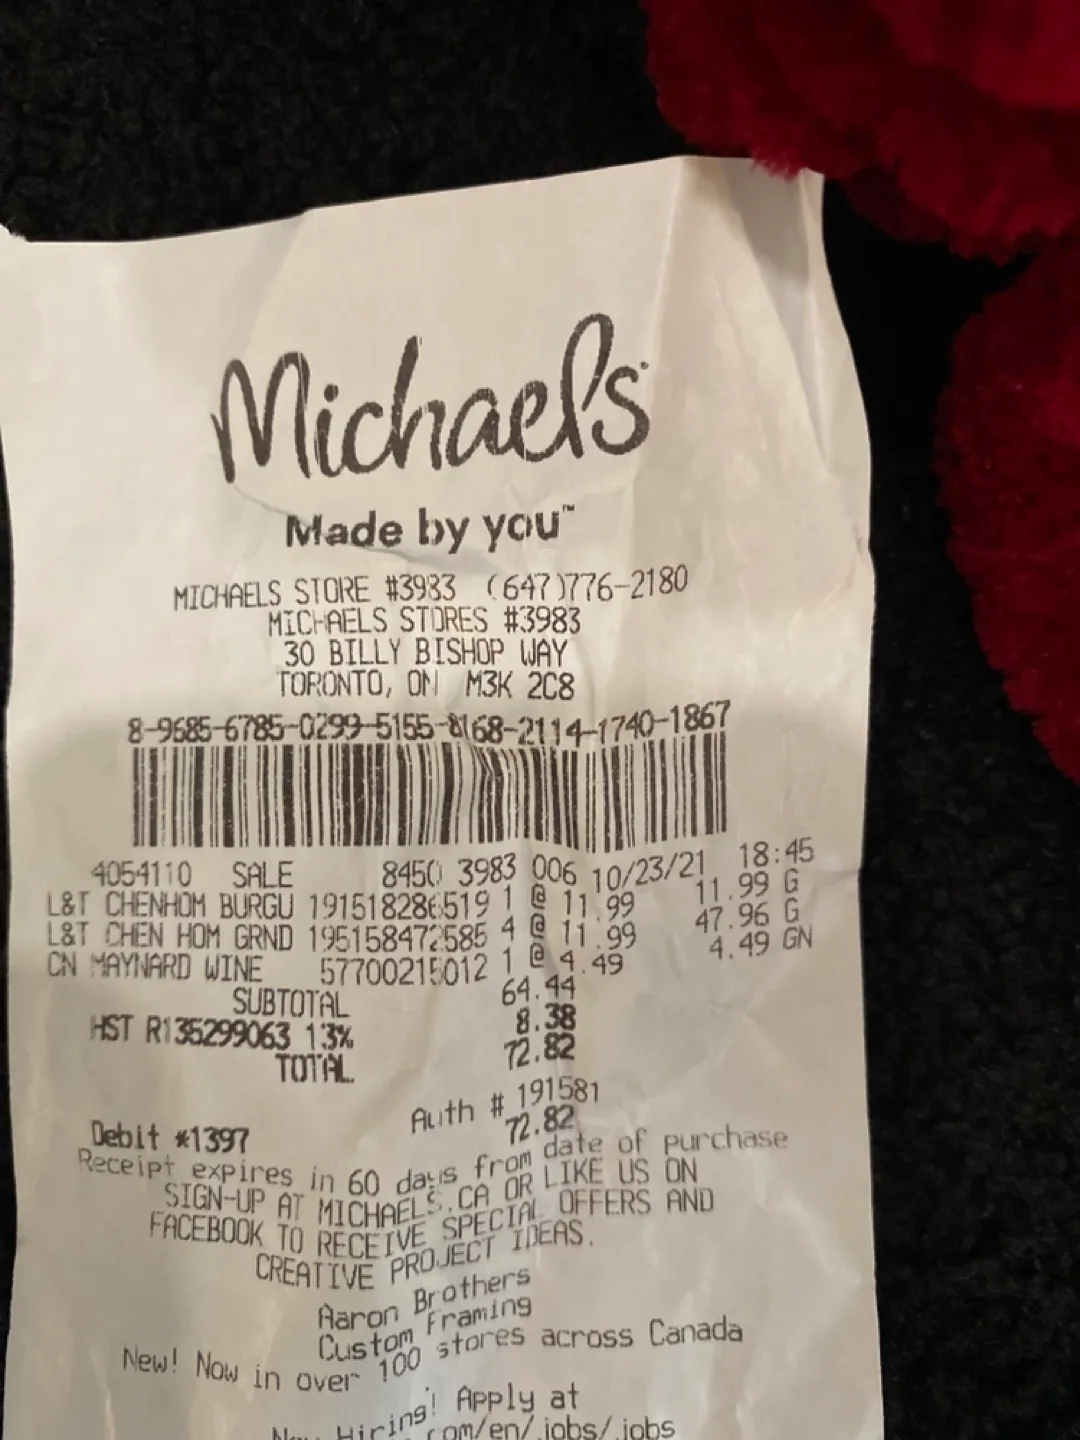 Michaels
Made by you™
MICHAELS STORE #3983 (647)776-2180
MICHAELS STORES #3983
30 BILLY BISHOP WAY
TORONTO, ON M3K 2C8
8-9685-6785-0299-5155-8168-2114-1740-1867
4054110 SALE 8450 3983 006 10/23/21 18:45
L&T CHENHOM BURGU 191518286519 1 @ 11.99 11.99 G
L&T CHEN HOM GRND 195158472585 4 @ 11.99 47.96 G
CN MAYNARD WINE 57700215012 1 @ 4.49 4.49 GN
SUBTOTAL 64.44
HST R135299063 13% 8.38
TOTAL 72.82
Auth # 191581
Debit *1397 72.82
Receipt expires in 60 days from date of purchase
SIGN-UP AT MICHAELS.CA OR LIKE US ON
FACEBOOK TO RECEIVE SPECIAL OFFERS AND
CREATIVE PROJECT IDEAS.
Aaron Brothers
Custom Framing
New! Now in over 100 stores across Canada
Now Hiring! Apply at
com/en/jobs/jobs